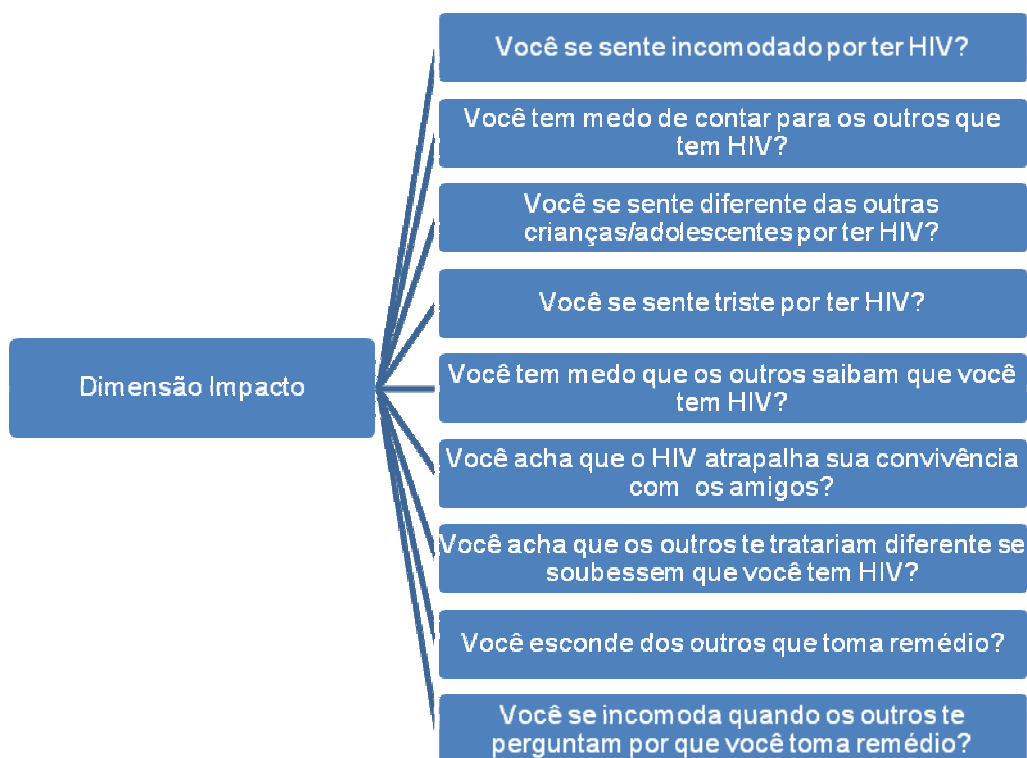 Você se sente incomodado por ter HIV?
Você tem medo de contar para os outros que
tem HIV?
Você se sente diferente das outras
crianças/adolescentes por ter HIV?
Você se sente triste por ter HIV?
Dimensão Impacto
Você tem medo que os outros saibam que você
tem HIV?
Você acha que o HIV atrapalha sua convivência
com os amigos?
Você acha que os outros te tratariam diferente se
soubessem que você tem HIV?
Você esconde dos outros que toma remédio?
Você se incomoda quando os outros te
perguntam por que você toma remédio?